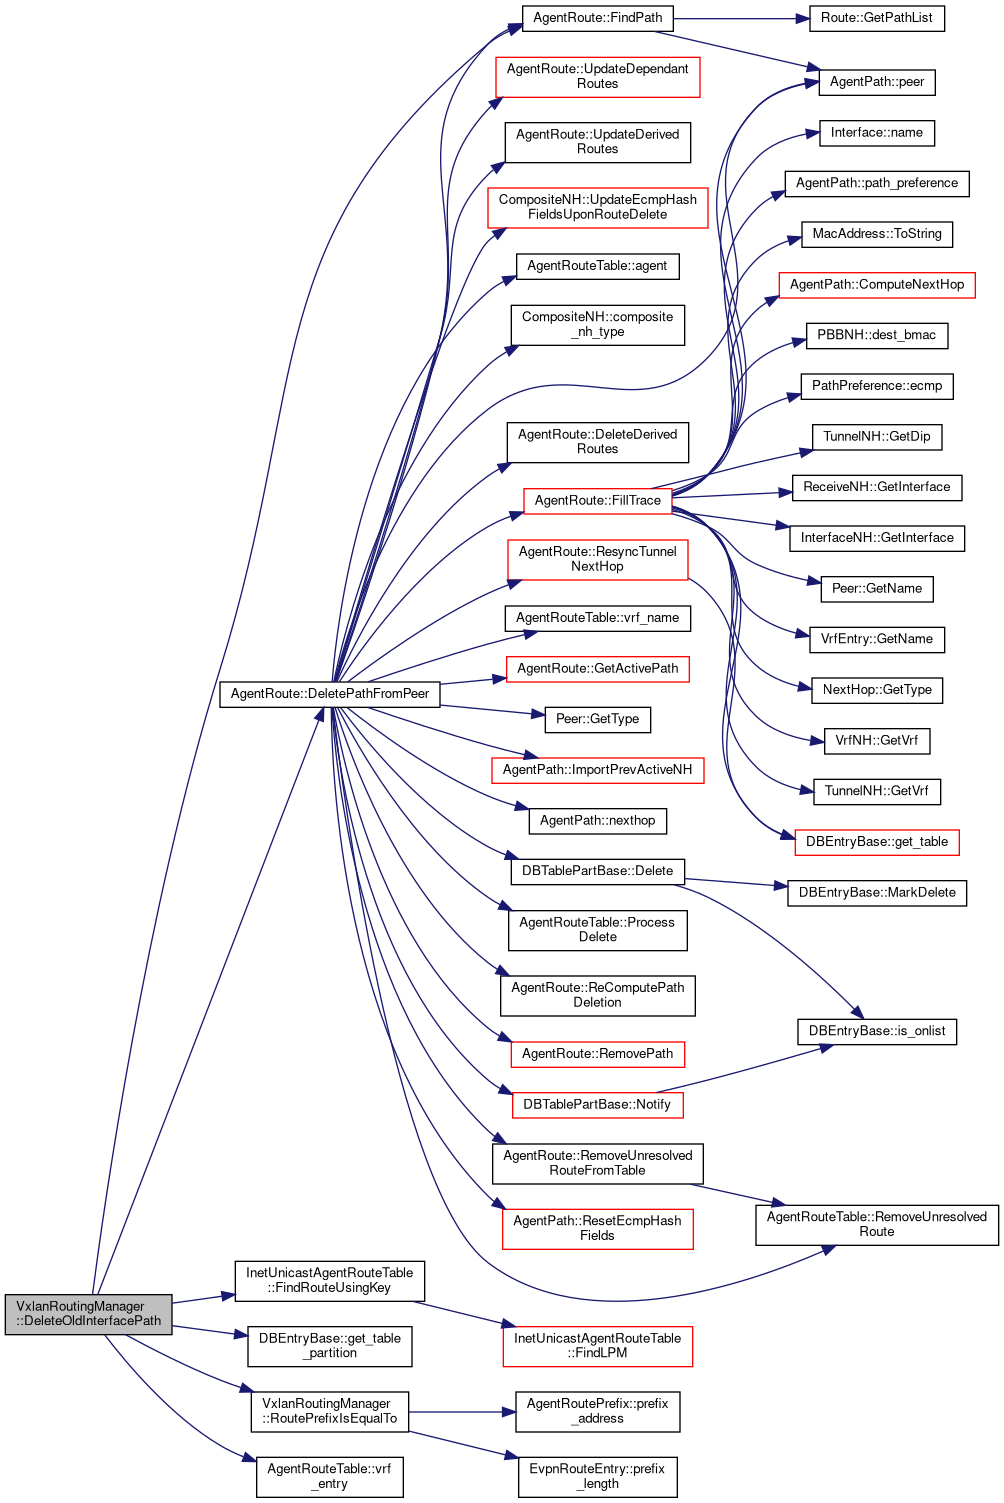 AgentRoute::FindPath
Route::GetPathList
AgentRoute::UpdateDependant
Routes
AgentPath::peer
AgentRoute::UpdateDerived
Routes
Interface::name
CompositeNH::UpdateEcmpHash
FieldsUponRouteDelete
AgentPath::path_preference
AgentRouteTable::agent
MacAddress::ToString
CompositeNH::composite
_nh_type
AgentPath::ComputeNextHop
PBBNH::dest_bmac
PathPreference::ecmp
AgentRoute::DeleteDerived
Routes
TunnelNH::GetDip
AgentRoute::FillTrace
ReceiveNH::GetInterface
AgentRoute::ResyncTunnel
NextHop
InterfaceNH::GetInterface
Peer::GetName
AgentRouteTable::vrf_name
VrfEntry::GetName
AgentRoute::GetActivePath
NextHop::GetType
AgentRoute::DeletePathFromPeer
Peer::GetType
VrfNH::GetVrf
AgentPath::ImportPrevActiveNH
TunnelNH::GetVrf
AgentPath::nexthop
DBEntryBase::get_table
DBTablePartBase::Delete
DBEntryBase::MarkDelete
AgentRouteTable::Process
Delete
AgentRoute::ReComputePath
Deletion
DBEntryBase::is_onlist
AgentRoute::RemovePath
DBTablePartBase::Notify
AgentRoute::RemoveUnresolved
RouteFromTable
AgentPath::ResetEcmpHash
Fields
AgentRouteTable::RemoveUnresolved
Route
InetUnicastAgentRouteTable
::FindRouteUsingKey
VxlanRoutingManager
::DeleteOldInterfacePath
DBEntryBase::get_table
_partition
InetUnicastAgentRouteTable
::FindLPM
VxlanRoutingManager
::RoutePrefixIsEqualTo
AgentRoutePrefix::prefix
_address
AgentRouteTable::vrf
_entry
EvpnRouteEntry::prefix
_length